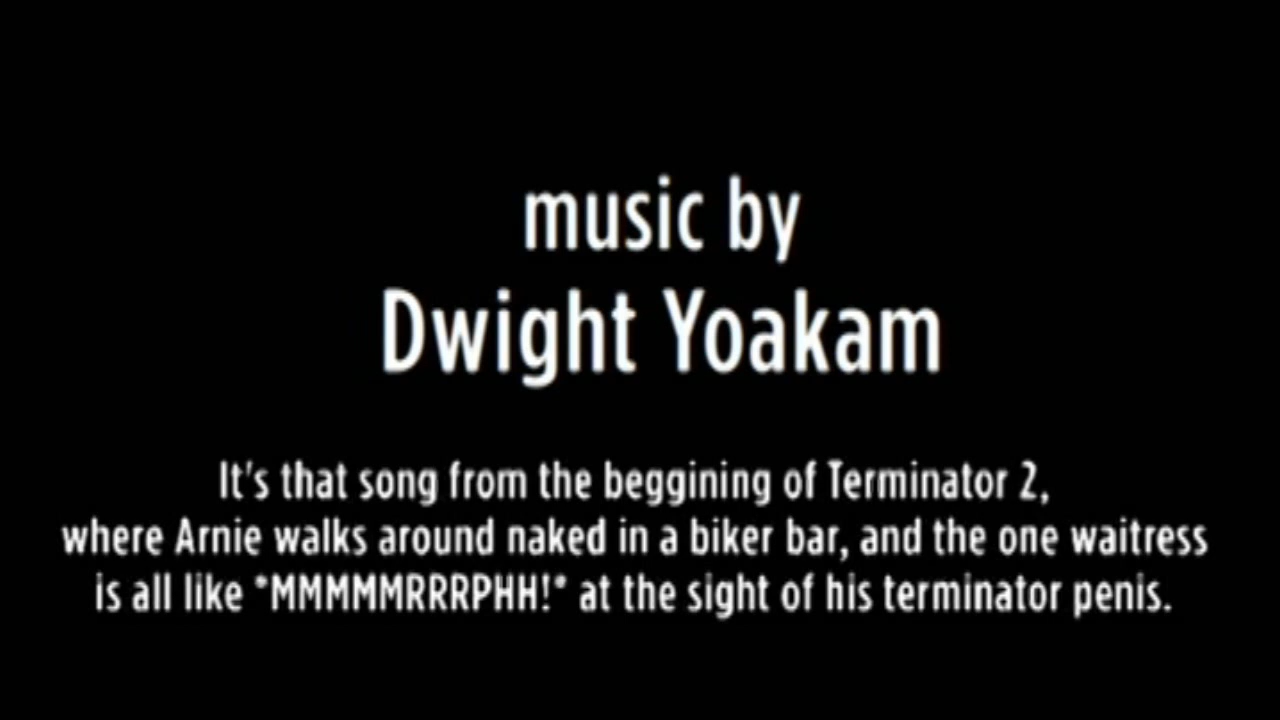 music by
Dwight Yoakam
It's that song from the beggining of Terminator 2,
where Arnie walks around naked in a biker bar, and the one waitress
is all like *MMMMMRRRPHH!* at the sight of his terminator penis.